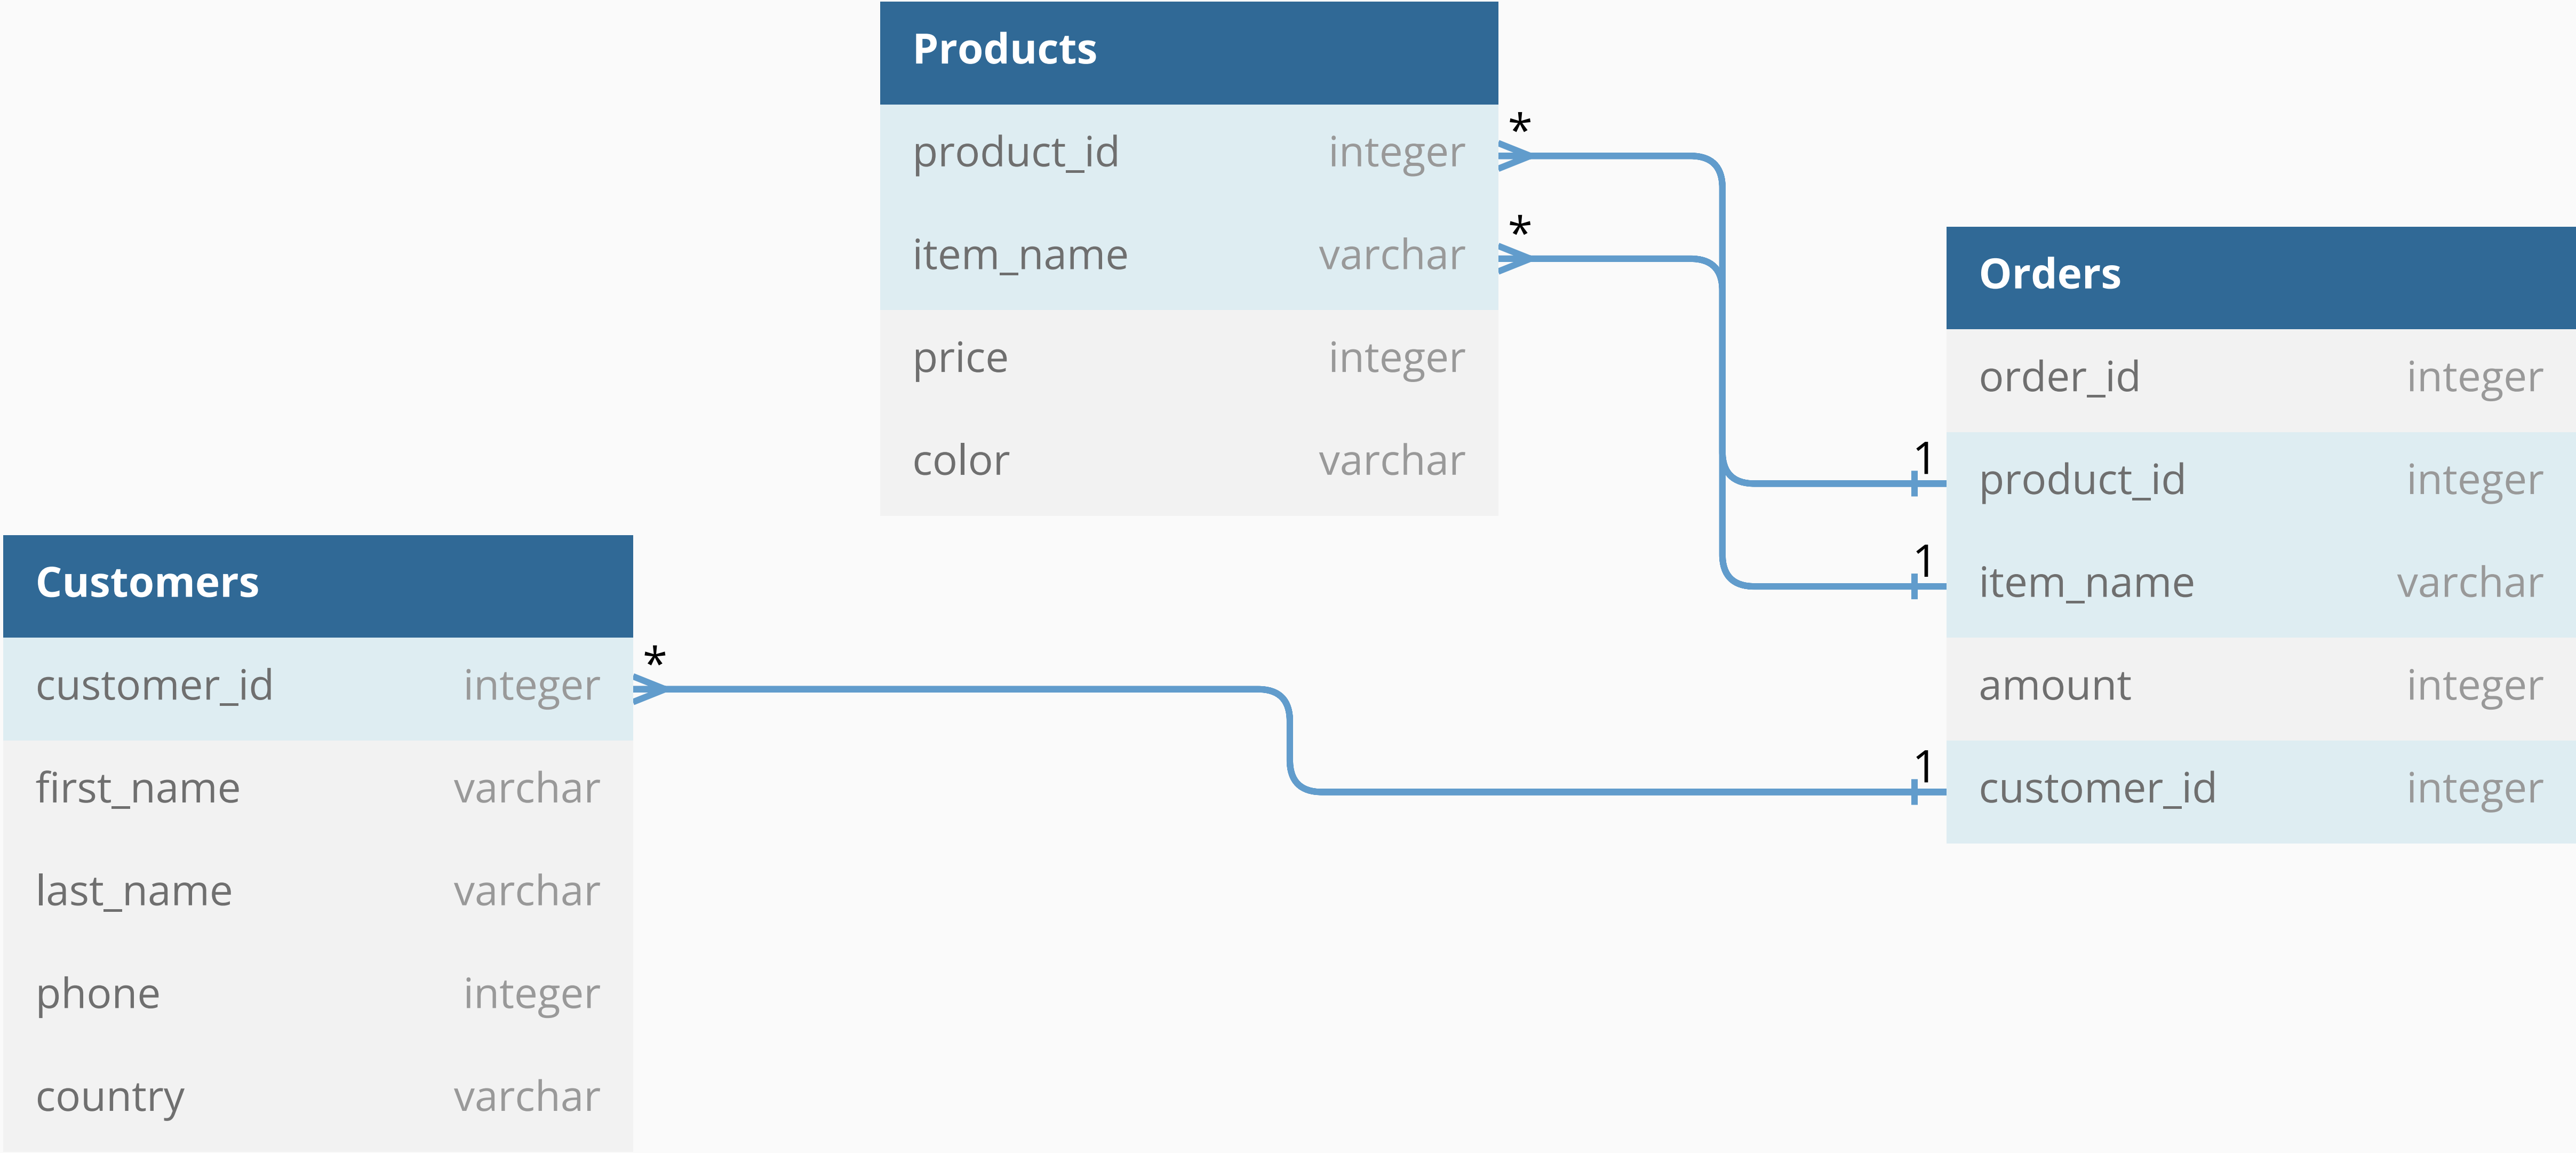 Products
product_id integer
item_name varchar
price integer
color varchar
*
*
Orders
order_id integer
product_id integer
item_name varchar
amount integer
customer_id integer
1
1
1
Customers
customer_id integer
first_name varchar
last_name varchar
phone integer
country varchar
*